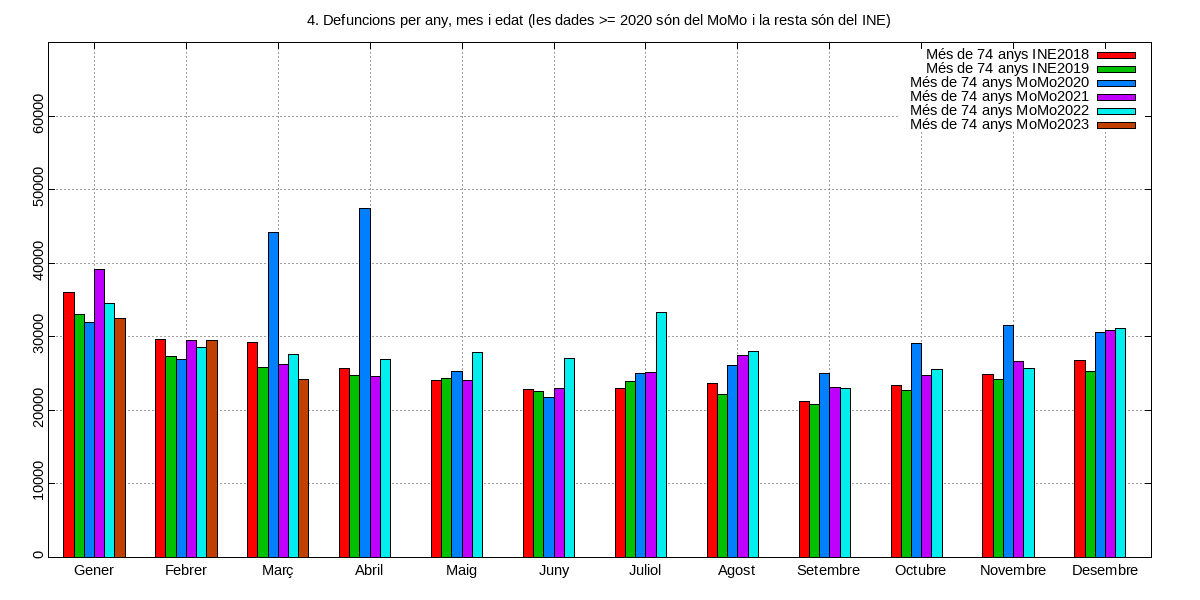 4. Defuncions per any, mes i edat (les dades >= 2020 són del MoMo i la resta són del INE)
Més de 74 anys INE2018
Més de 74 anys INE2019
Més de 74 anys MoMo2020
Més de 74 anys MoMo2021
Més de 74 anys MoMo2022
Més de 74 anys MoMo2023
60000
50000
40000
30000
20000
10000
0
Gener Febrer Març Abril Maig Juny Juliol Agost Setembre Octubre Novembre Desembre